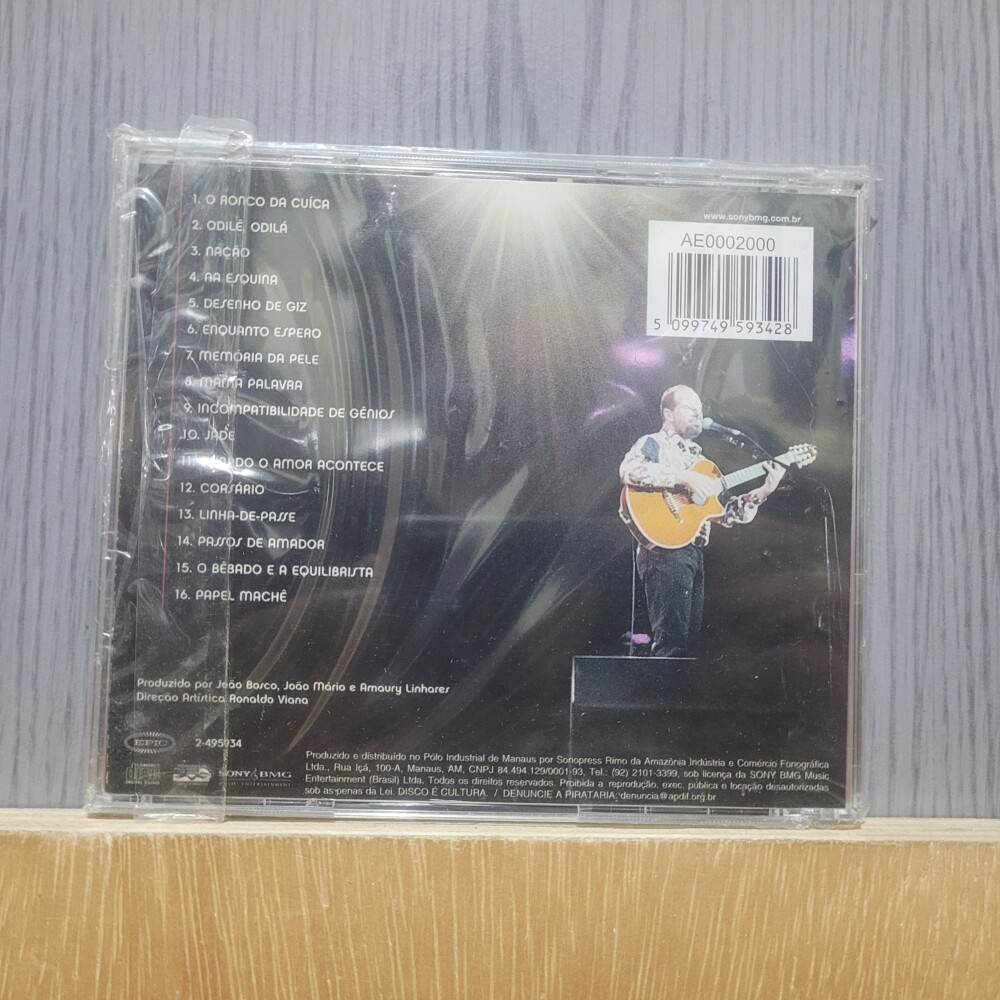 1. O RONCO DA CUÍCA
2. ODILÊ, ODILÁ
3. NAÇÃO
4. NA ESQUINA
5. DESENHO DE GIZ
6. ENQUANTO ESPERO
7. MEMÓRIA DA PELE
8. MAMA PALAVRA
9. INCOMPATIBILIDADE DE GÊNIOS
10. JADE
11. QUANDO O AMOR ACONTECE
12. CORSÁRIO
13. LINHA-DE-PASSE
14. PASSOS DE AMADOR
15. O BÊBADO E A EQUILIBRISTA
16. PAPEL MACHÊ
www.sonybmg.com.br
AE0002000
5 099749 593428
Produzido por João Bosco, João Mário e Amaury Linhares
Direção Artística Ronaldo Viana
EPIC
2-495934
SONY BMG
Produzido e distribuído no Pólo Industrial de Manaus por Sonopress Rimo da Amazônia Indústria e Comércio Fonográfica
Ltda., Rua Içá, 100-A, Manaus, AM, CNPJ 84.494.129/0001-93, Tel.: (92) 2101-3399, sob licença da SONY BMG Music
Entertainment (Brasil) Ltda. Todos os direitos reservados. Proibida a reprodução, exec. pública e locação desautorizadas
sob as penas da Lei. DISCO É CULTURA. / DENUNCIE A PIRATARIA: denuncia@apdif.org.br